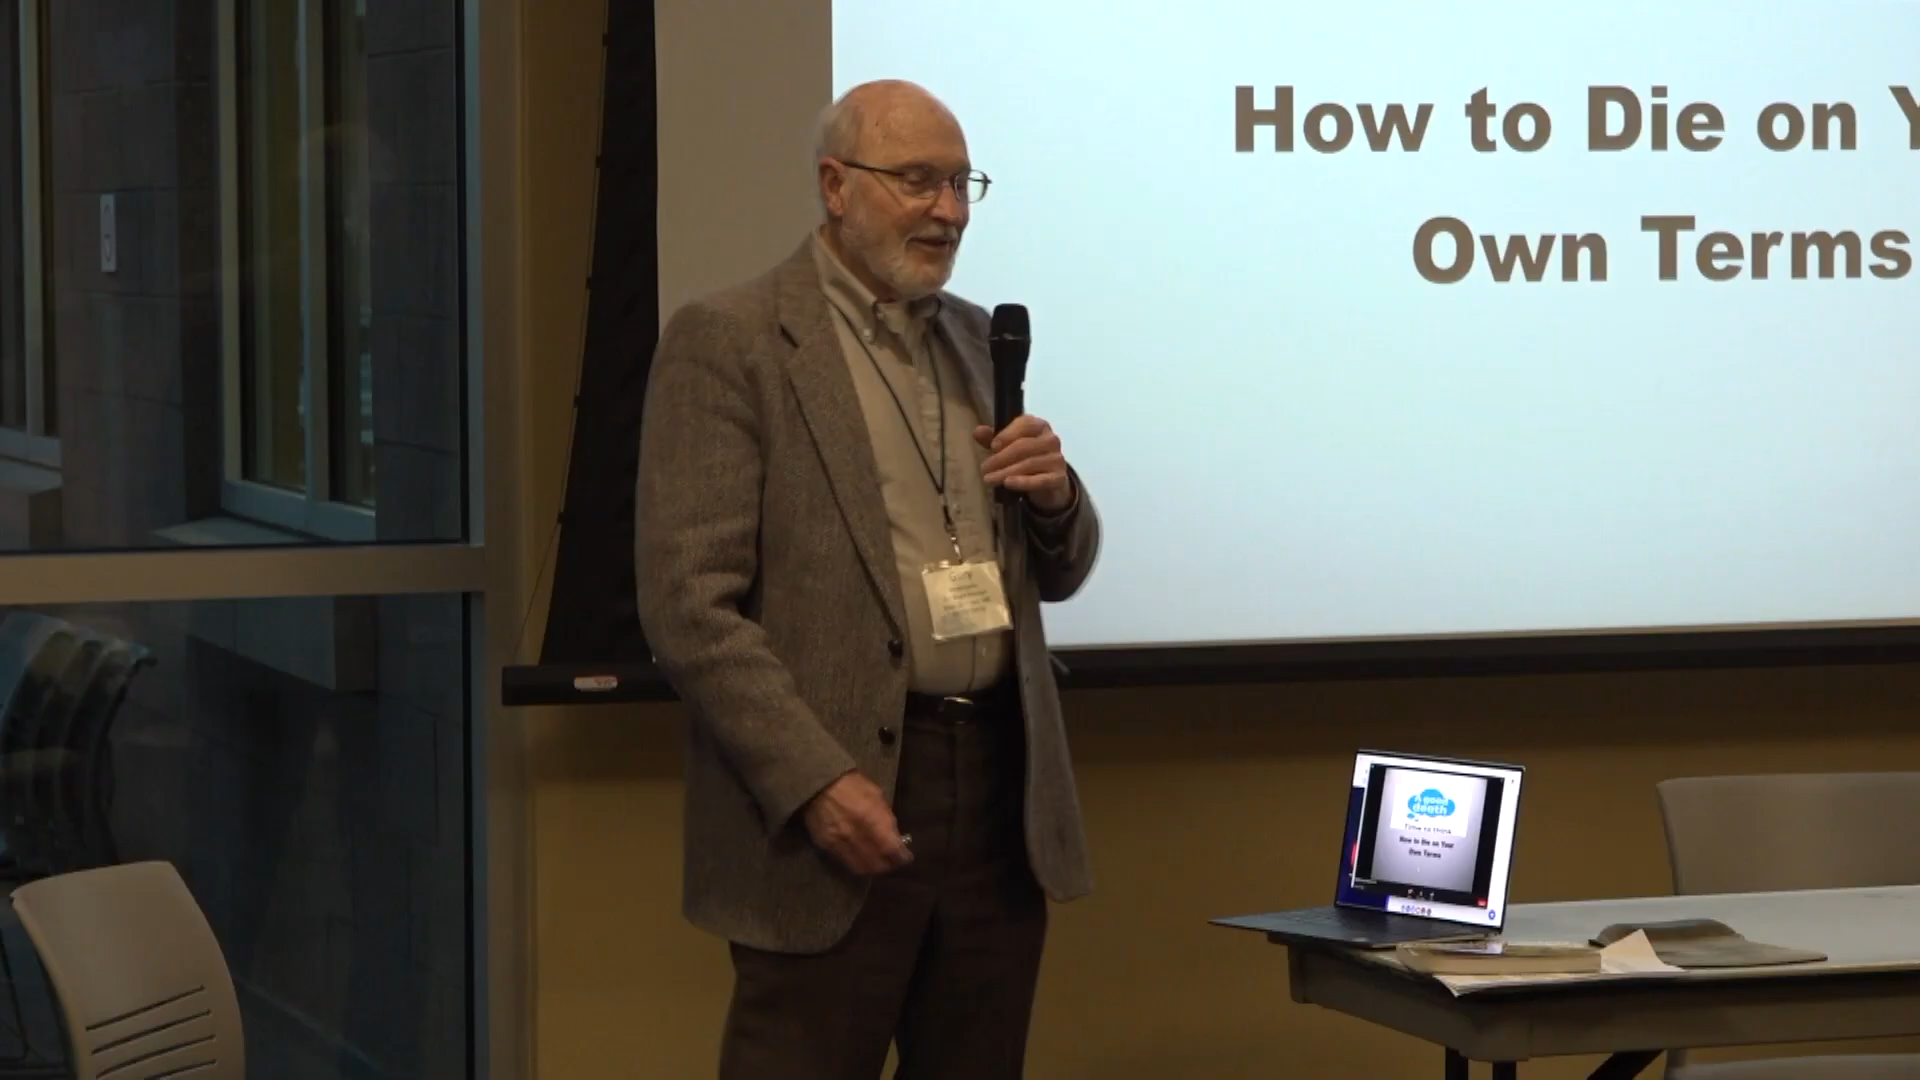 How to Die on Y
Own Terms
Gary
A good
death
Time to think
How to Die on Your
Own Terms